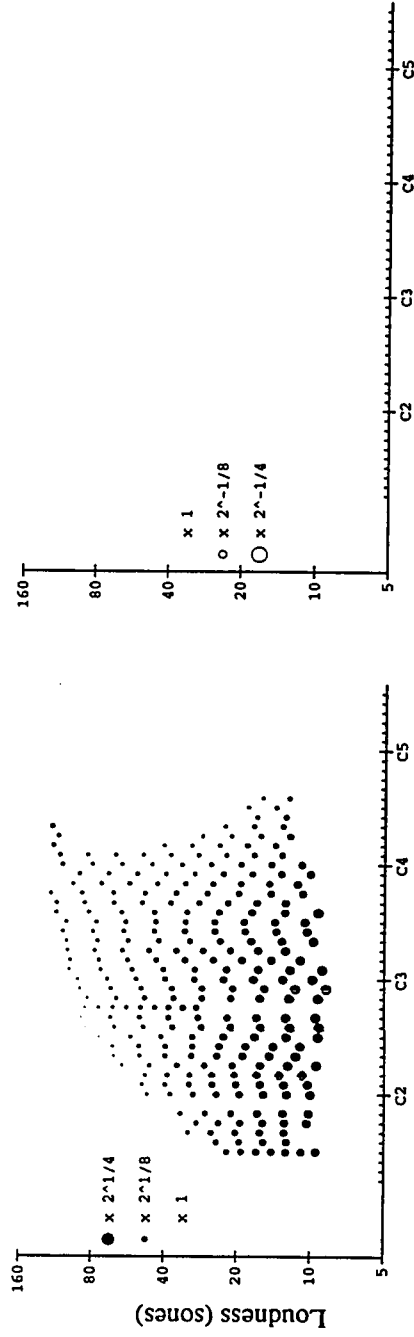 Loudness (sones)
160
80
40
20
10
5
x 2^1/4
x 2^1/8
x 1
C2
C3
C4
C5
160
80
40
20
10
5
x 1
x 2^-1/8
x 2^-1/4
C2
C3
C4
C5